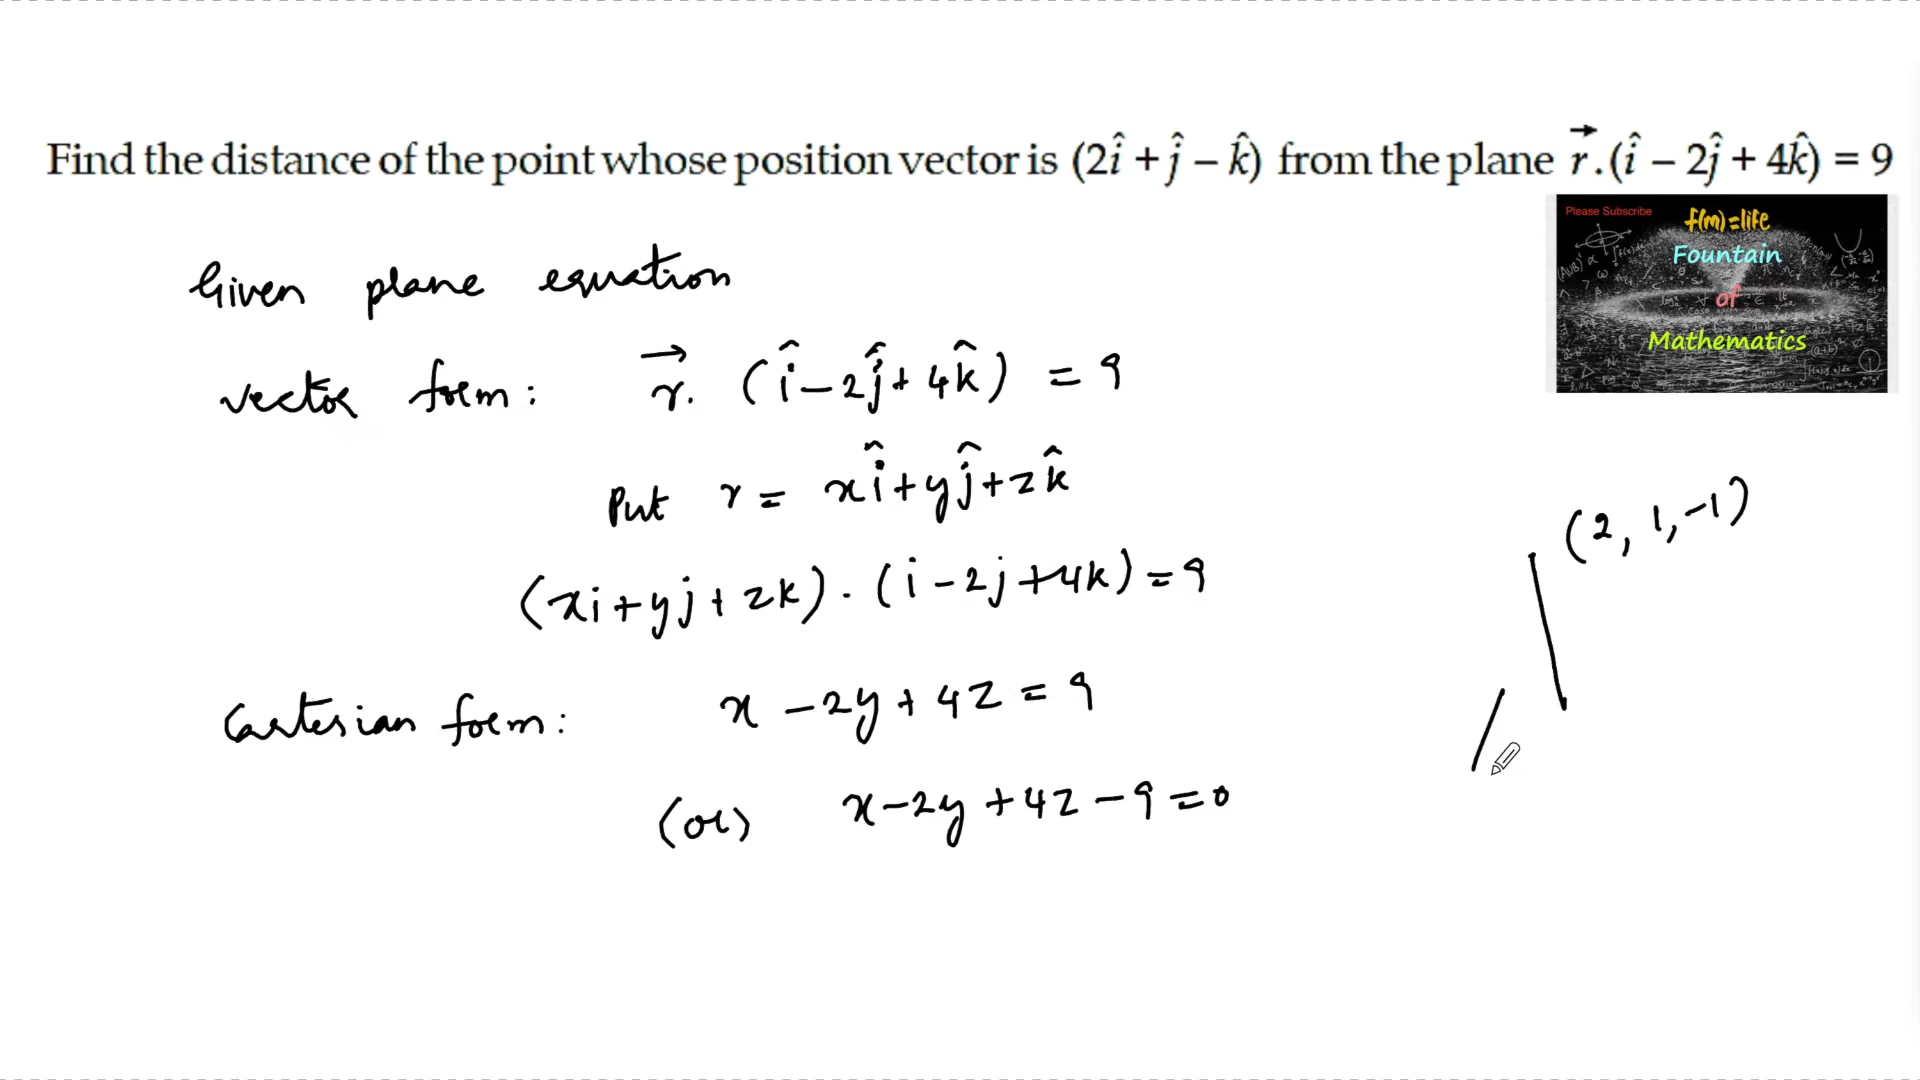 Find the distance of the point whose position vector is (2î + ĵ − k̂) from the plane r⃗.(î − 2ĵ + 4k̂) = 9
Please Subscribe
f(m)=life
Fountain
of
Mathematics
Given plane equation
vector form: r⃗. (î − 2ĵ + 4k̂) = 9
Put r = xî + yĵ + zk̂
(2, 1, -1)
(xi + yj + zk) . (i − 2j + 4k) = 9
Cartesian form: x − 2y + 4z = 9
(or) x − 2y + 4z − 9 = 0